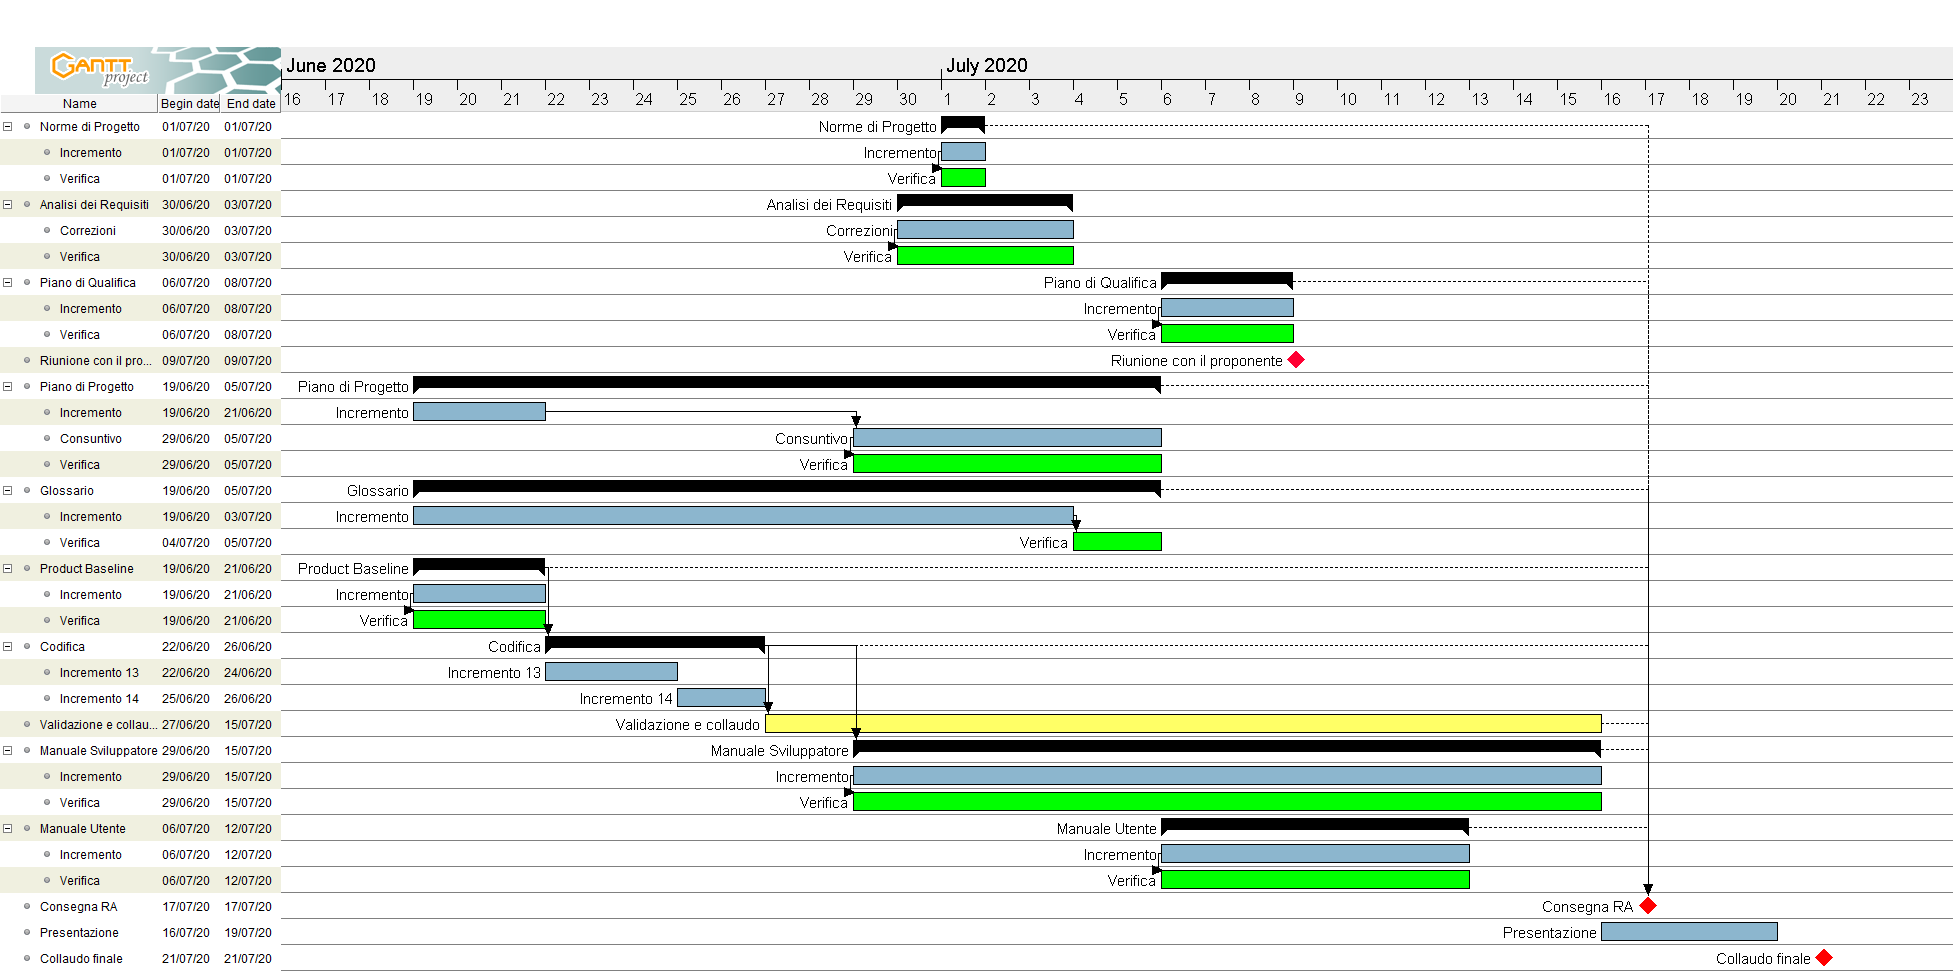 GANTT
project
June 2020
July 2020
Name Begin date End date
16 17 18 19 20 21 22 23 24 25 26 27 28 29 30 1 2 3 4 5 6 7 8 9 10 11 12 13 14 15 16 17 18 19 20 21 22 23
Norme di Progetto 01/07/20 01/07/20 Norme di Progetto
Incremento 01/07/20 01/07/20 Incremento
Verifica 01/07/20 01/07/20 Verifica
Analisi dei Requisiti 30/06/20 03/07/20 Analisi dei Requisiti
Correzioni 30/06/20 03/07/20 Correzioni
Verifica 30/06/20 03/07/20 Verifica
Piano di Qualifica 06/07/20 08/07/20 Piano di Qualifica
Incremento 06/07/20 08/07/20 Incremento
Verifica 06/07/20 08/07/20 Verifica
Riunione con il pro... 09/07/20 09/07/20 Riunione con il proponente
Piano di Progetto 19/06/20 05/07/20 Piano di Progetto
Incremento 19/06/20 21/06/20 Incremento
Consuntivo 29/06/20 05/07/20 Consuntivo
Verifica 29/06/20 05/07/20 Verifica
Glossario 19/06/20 05/07/20 Glossario
Incremento 19/06/20 03/07/20 Incremento
Verifica 04/07/20 05/07/20 Verifica
Product Baseline 19/06/20 21/06/20 Product Baseline
Incremento 19/06/20 21/06/20 Incremento
Verifica 19/06/20 21/06/20 Verifica
Codifica 22/06/20 26/06/20 Codifica
Incremento 13 22/06/20 24/06/20 Incremento 13
Incremento 14 25/06/20 26/06/20 Incremento 14
Validazione e collau... 27/06/20 15/07/20 Validazione e collaudo
Manuale Sviluppatore 29/06/20 15/07/20 Manuale Sviluppatore
Incremento 29/06/20 15/07/20 Incremento
Verifica 29/06/20 15/07/20 Verifica
Manuale Utente 06/07/20 12/07/20 Manuale Utente
Incremento 06/07/20 12/07/20 Incremento
Verifica 06/07/20 12/07/20 Verifica
Consegna RA 17/07/20 17/07/20 Consegna RA
Presentazione 16/07/20 19/07/20 Presentazione
Collaudo finale 21/07/20 21/07/20 Collaudo finale